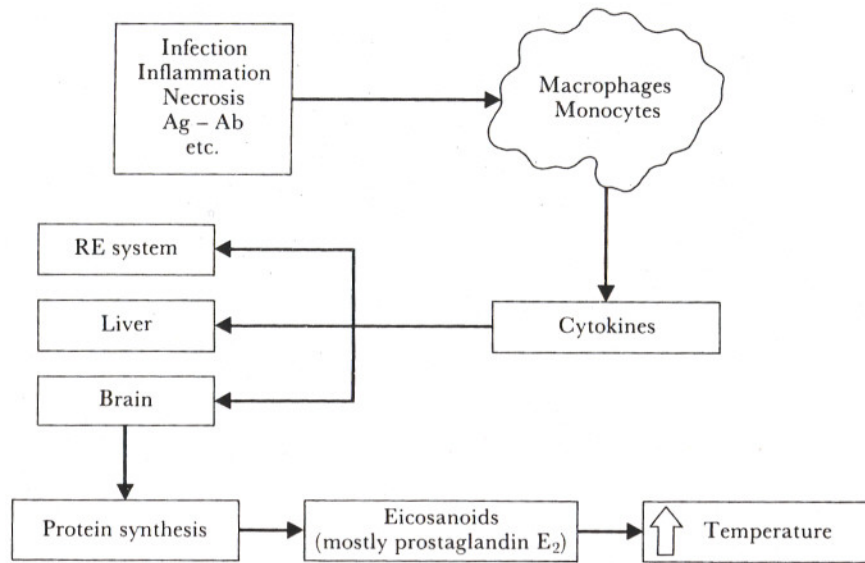 Infection
Inflammation
Necrosis
Ag – Ab
etc.
Macrophages
Monocytes
RE system
Liver
Cytokines
Brain
Protein synthesis
Eicosanoids
(mostly prostaglandin E₂)
Temperature